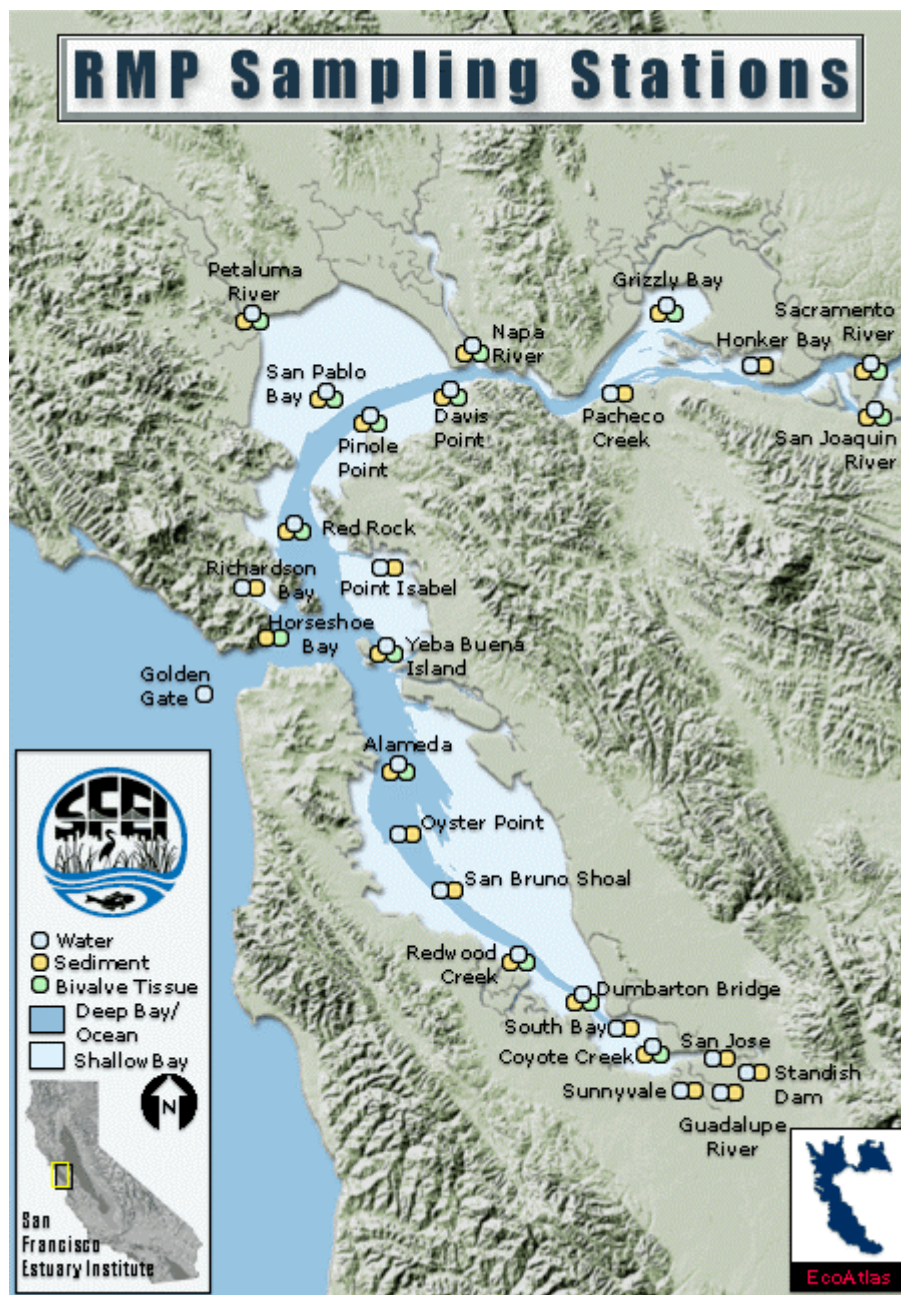 RMP Sampling Stations
Petaluma
River
Grizzly Bay
Sacramento
River
Napa
River
Honker Bay
San Pablo
Bay
Davis
Point
Pacheco
Creek
Pinole
Point
San Joaquin
River
Red Rock
Richardson
Bay
Point Isabel
Horseshoe
Bay
Yeba Buena
Island
Golden
Gate
Alameda
Oyster Point
San Bruno Shoal
Redwood
Creek
Dumbarton Bridge
South Bay
San Jose
Coyote Creek
Standish
Dam
Sunnyvale
Guadalupe
River
SFEI
Water
Sediment
Bivalve Tissue
Deep Bay/
Ocean
Shallow Bay
N
San
Francisco
Estuary Institute
EcoAtlas